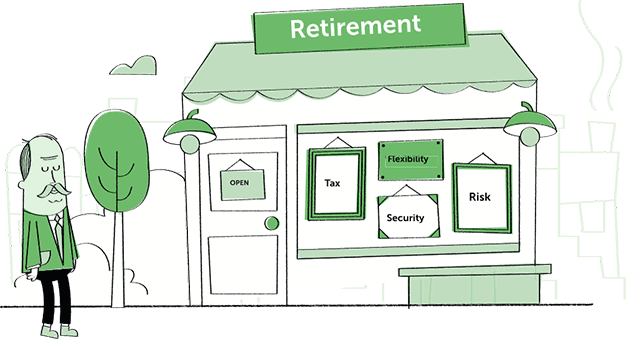 Retirement
OPEN
Tax
Flexibility
Security
Risk